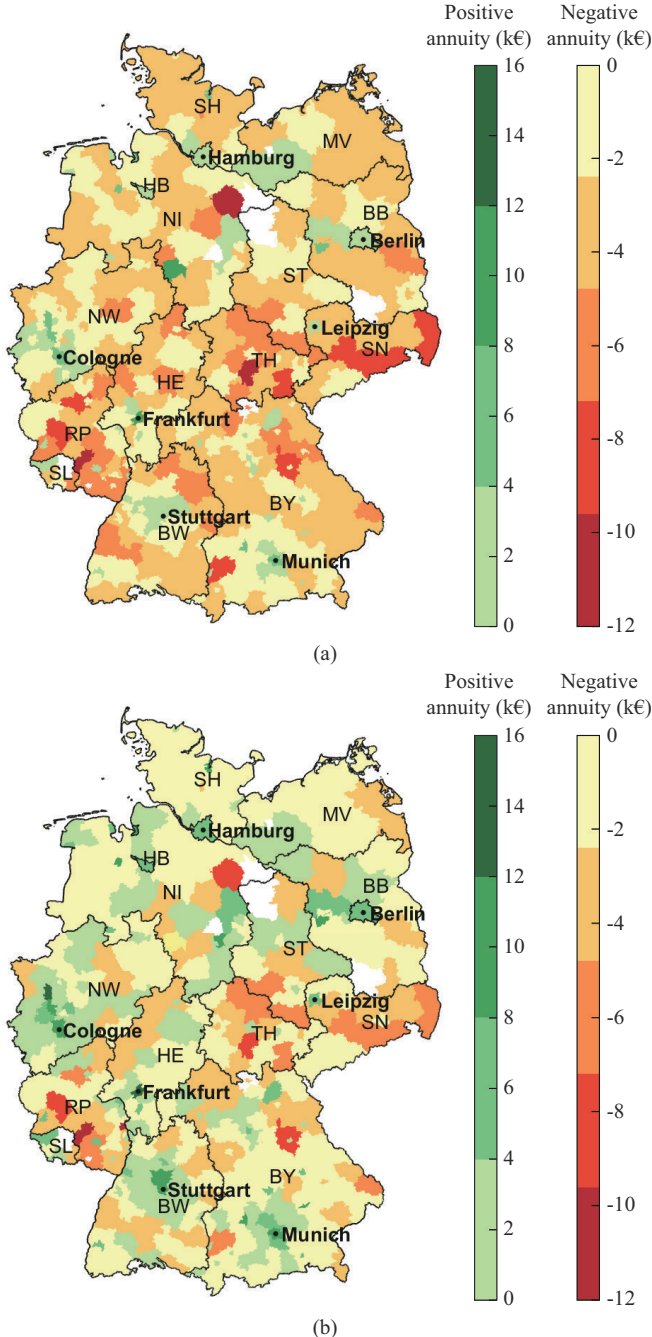 Positive Negative
annuity (k€) annuity (k€)
16 0
14
-2
12
-4
10
8 -6
6
-8
4
-10
2
0 -12
SH
MV
Hamburg
HB
BB
NI
Berlin
ST
NW
Leipzig
SN
Cologne
TH
HE
Frankfurt
RP
SL
BY
Stuttgart
BW
Munich
(a)
Positive Negative
annuity (k€) annuity (k€)
16 0
14
-2
12
-4
10
8 -6
6
-8
4
-10
2
0 -12
SH
MV
Hamburg
HB
BB
NI
Berlin
ST
NW
Leipzig
SN
Cologne
TH
HE
Frankfurt
RP
SL
BY
Stuttgart
BW
Munich
(b)